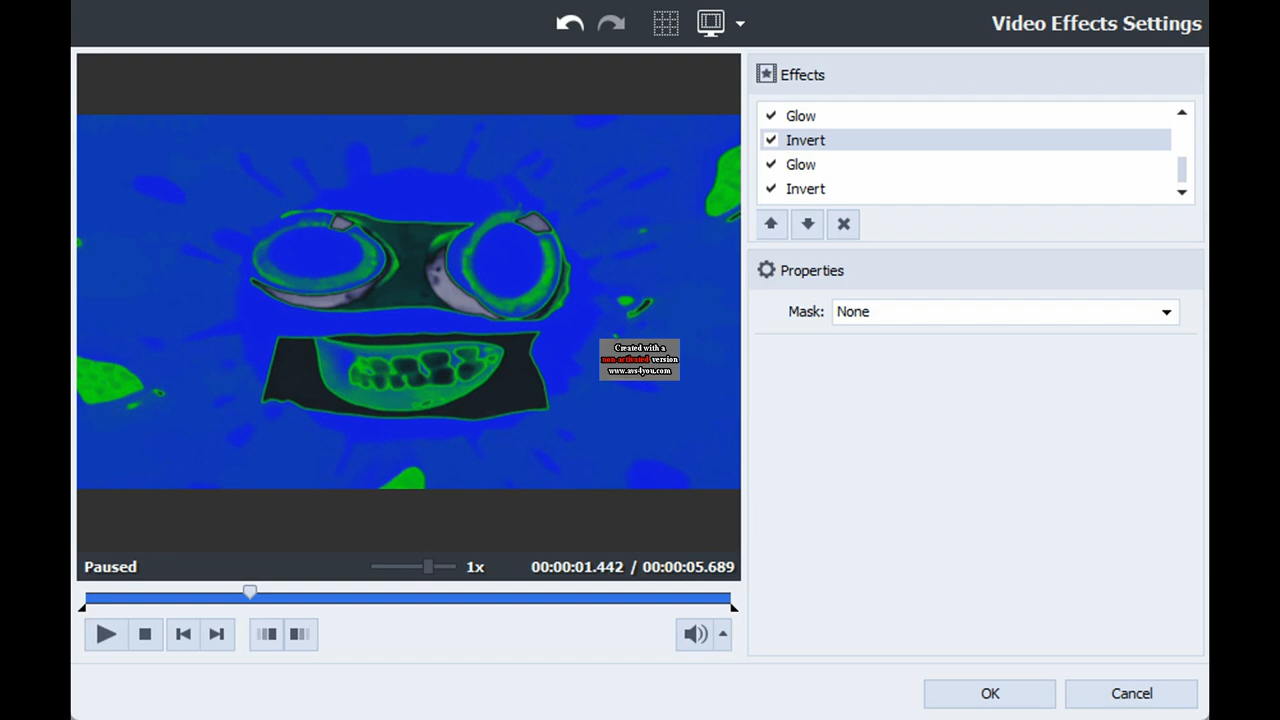 Video Effects Settings
Effects
Glow
Invert
Glow
Invert
Properties
Mask: None
Created with a
non-activated version
www.avs4you.com
Paused 1x 00:00:01.442 / 00:00:05.689
OK Cancel